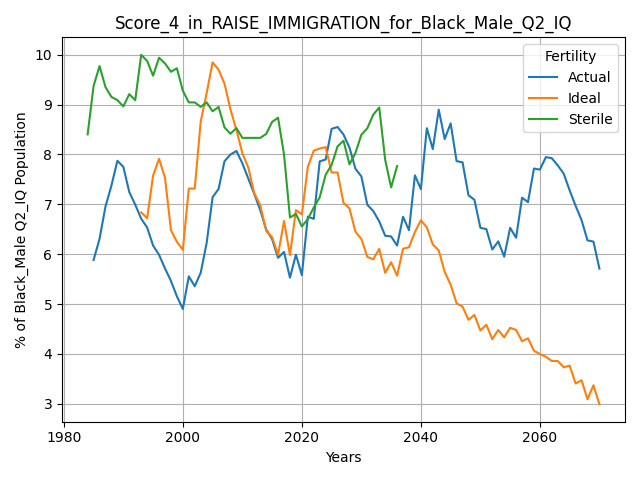 Score_4_in_RAISE_IMMIGRATION_for_Black_Male_Q2_IQ
% of Black_Male Q2_IQ Population
10
9
8
7
6
5
4
3
Fertility
Actual
Ideal
Sterile
1980
2000
2020
2040
2060
Years